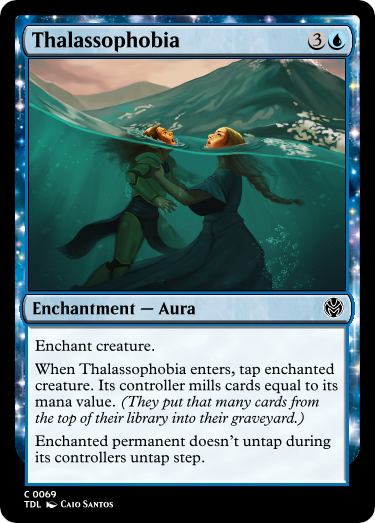 Thalassophobia 3
Enchantment — Aura
Enchant creature.
When Thalassophobia enters, tap enchanted
creature. Its controller mills cards equal to its
mana value. (They put that many cards from
the top of their library into their graveyard.)
Enchanted permanent doesn't untap during
its controllers untap step.
C 0069
TDL Caio Santos